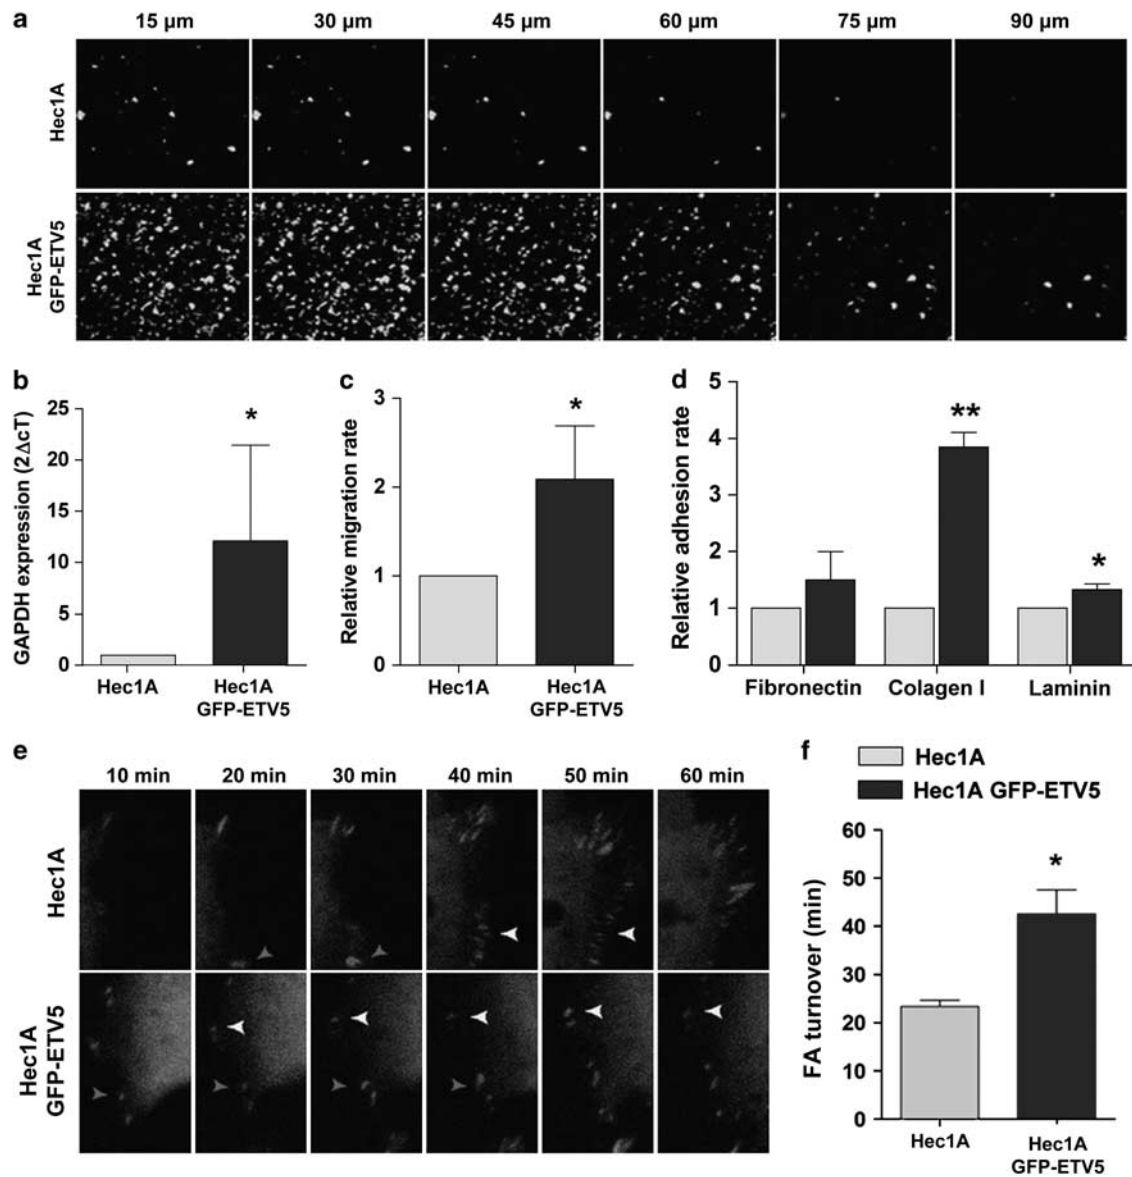 a
15 µm 30 µm 45 µm 60 µm 75 µm 90 µm
Hec1A
Hec1A
GFP-ETV5
b
GAPDH expression (2ΔcT)
25
20
15
10
5
0
*
Hec1A
Hec1A
GFP-ETV5
c
Relative migration rate
3
2
1
0
*
Hec1A
Hec1A
GFP-ETV5
d
Relative adhesion rate
5
4
3
2
1
0
**
*
Fibronectin Colagen I Laminin
Hec1A
Hec1A GFP-ETV5
e
10 min 20 min 30 min 40 min 50 min 60 min
Hec1A
Hec1A
GFP-ETV5
f
FA turnover (min)
60
50
40
30
20
10
0
*
Hec1A
Hec1A
GFP-ETV5